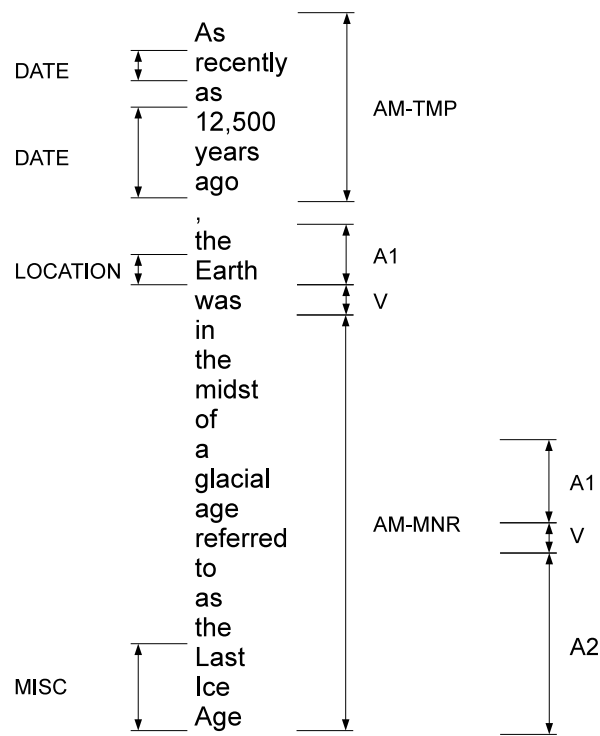 As
DATE
recently
as
12,500
AM-TMP
DATE
years
ago
,
the
A1
LOCATION
Earth
was
V
in
the
midst
of
a
glacial
A1
age
referred
AM-MNR
V
to
as
the
Last
A2
MISC
Ice
Age